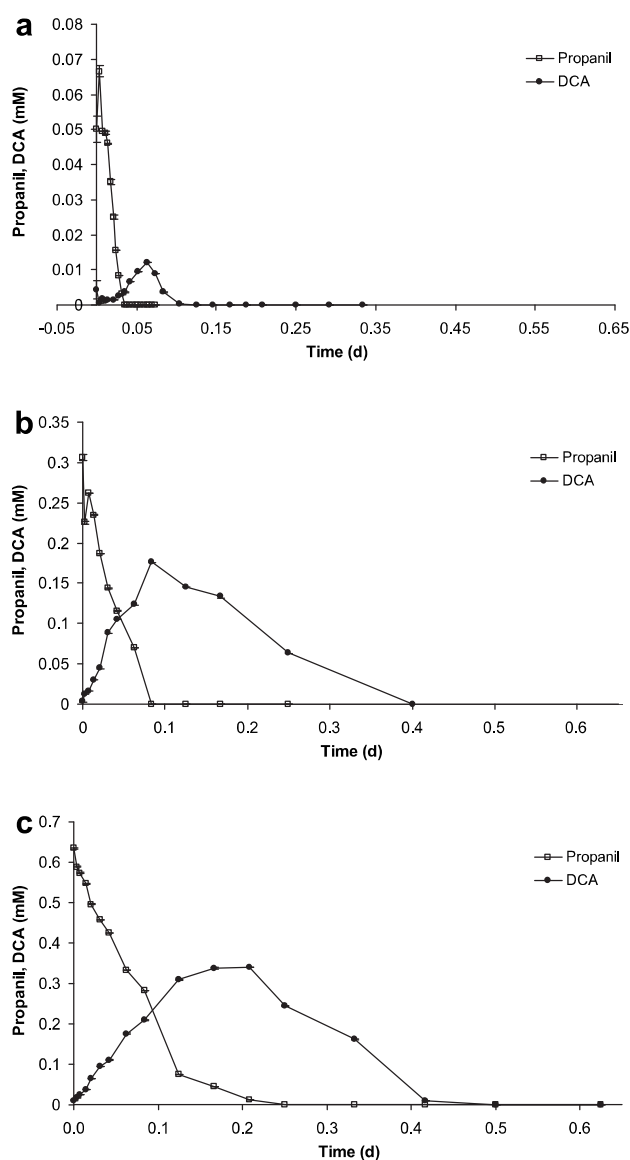 a
0.08
0.07
0.06
0.05
0.04
0.03
0.02
0.01
0
Propanil, DCA (mM)
Propanil
DCA
-0.05 0.05 0.15 0.25 0.35 0.45 0.55 0.65
Time (d)
b
0.35
0.3
0.25
0.2
0.15
0.1
0.05
0
Propanil, DCA (mM)
Propanil
DCA
0 0.1 0.2 0.3 0.4 0.5 0.6
Time (d)
c
0.7
0.6
0.5
0.4
0.3
0.2
0.1
0
Propanil, DCA (mM)
Propanil
DCA
0.0 0.1 0.2 0.3 0.4 0.5 0.6
Time (d)